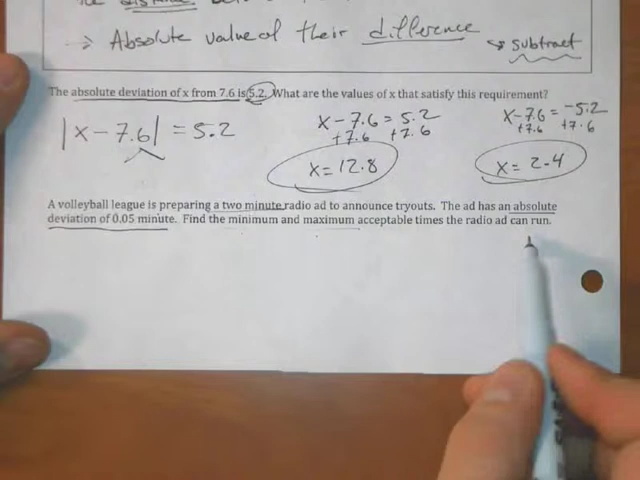 → Absolute value of their difference
↳ subtract
The absolute deviation of x from 7.6 is 5.2. What are the values of x that satisfy this requirement?
|x - 7.6| = 5.2
x - 7.6 = 5.2
+7.6 +7.6
x = 12.8
x - 7.6 = -5.2
+7.6 +7.6
x = 2.4
A volleyball league is preparing a two minute radio ad to announce tryouts. The ad has an absolute
deviation of 0.05 minute. Find the minimum and maximum acceptable times the radio ad can run.